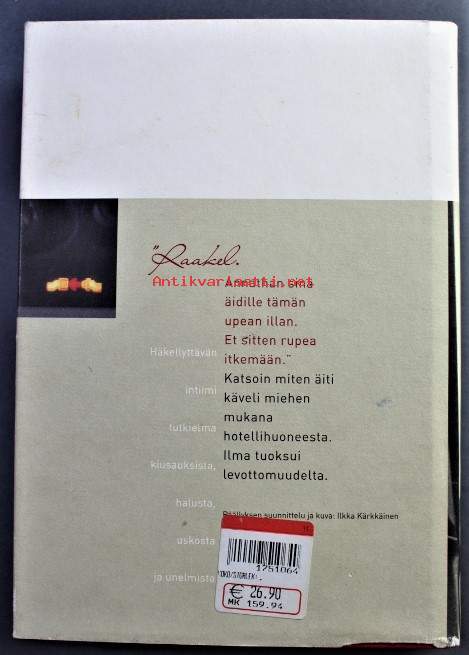 "Raakel.
Antikvariaatti.net
Annathan sinä
äidille tämän
upean illan.
Et sitten rupea
itkemään."
Katsoin miten äiti
käveli miehen
mukana
hotellihuoneesta.
Ilma tuoksui
levottomuudelta.
Häkellyttävän
intiimi
tutkielma
kiusauksista,
halusta,
uskosta
ja unelmista
Päällyksen suunnittelu ja kuva: Ilkka Kärkkäinen
1251064
€ 26.90
MK 159.94